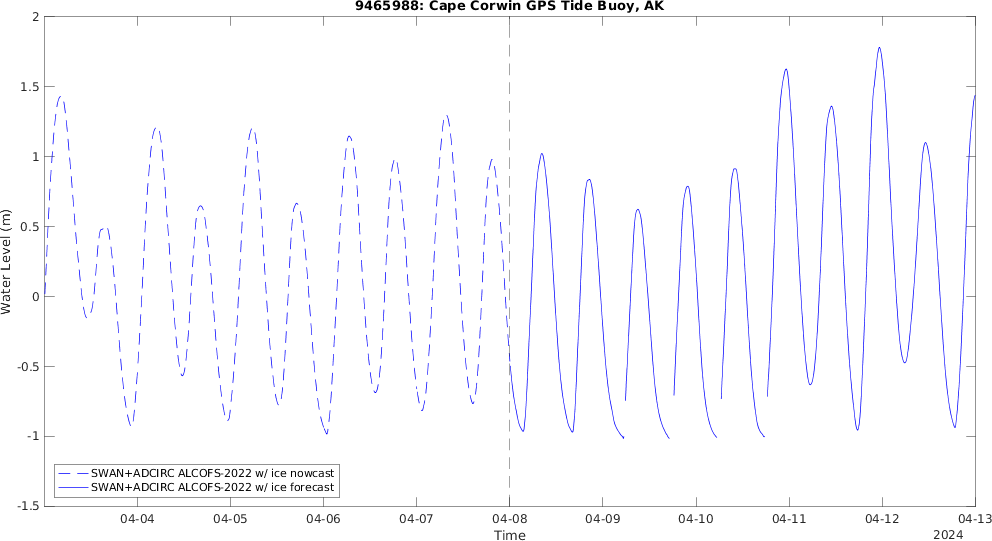 9465988: Cape Corwin GPS Tide Buoy, AK
2
1.5
1
0.5
0
-0.5
-1
-1.5
Water Level (m)
SWAN+ADCIRC ALCOFS-2022 w/ ice nowcast
SWAN+ADCIRC ALCOFS-2022 w/ ice forecast
04-04 04-05 04-06 04-07 04-08 04-09 04-10 04-11 04-12 04-13
Time
2024